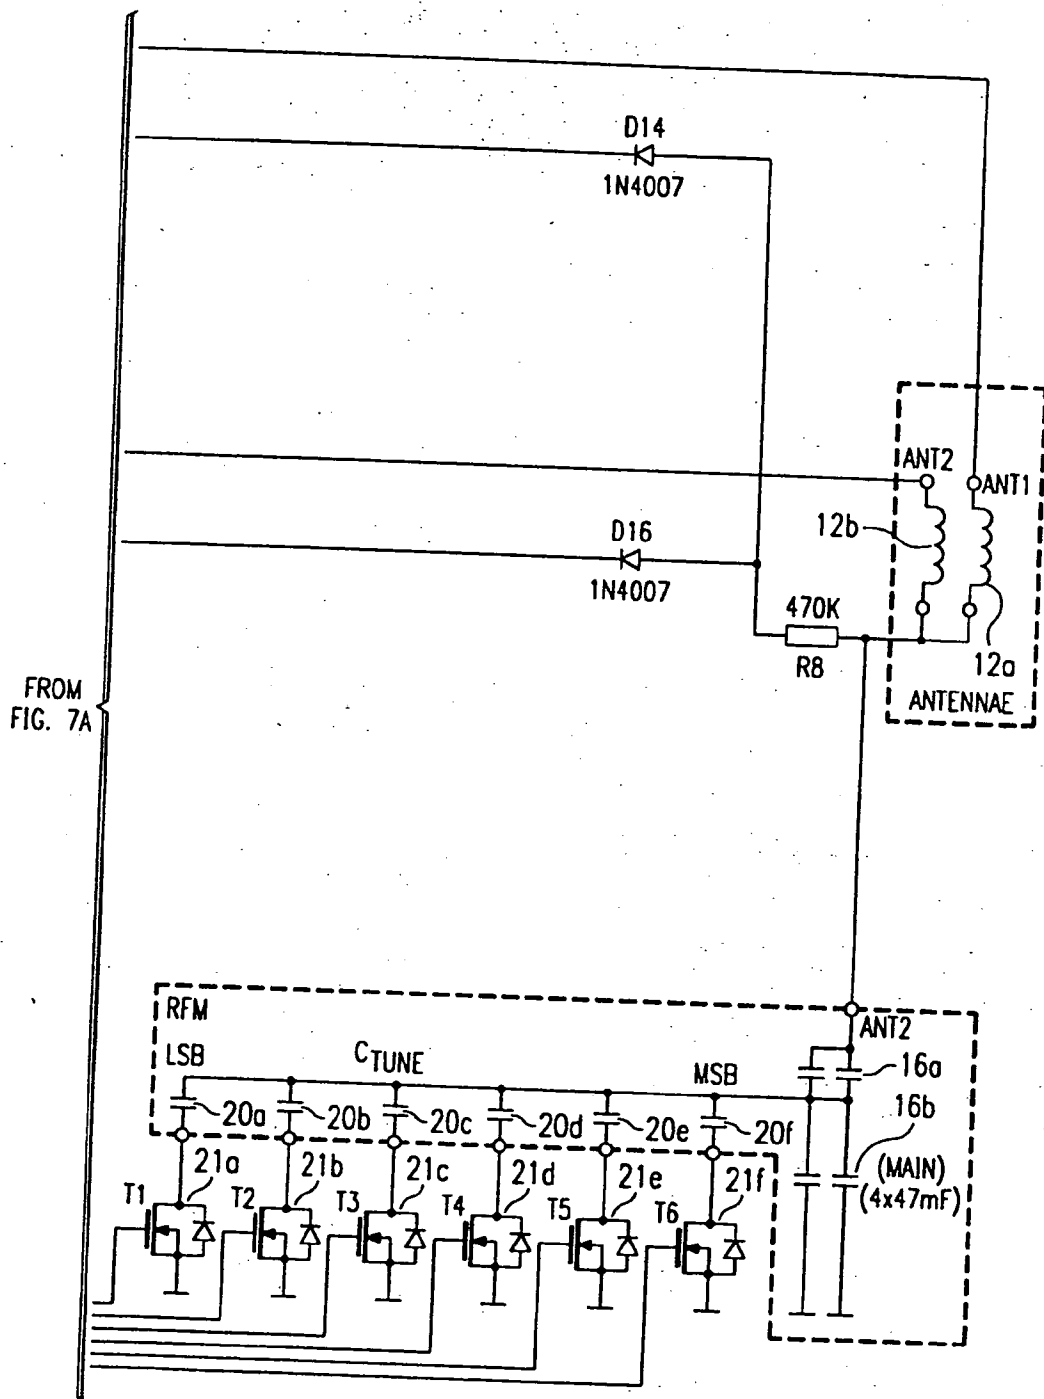 D14
1N4007
ANT2
ANT1
12b
D16
1N4007
470K
R8
12a
ANTENNAE
FROM
FIG. 7A
RFM
ANT2
LSB
CTUNE
MSB
16a
20a
20b
20c
20d
20e
20f
16b
(MAIN)
(4x47mF)
21a
21b
21c
21d
21e
21f
T1
T2
T3
T4
T5
T6